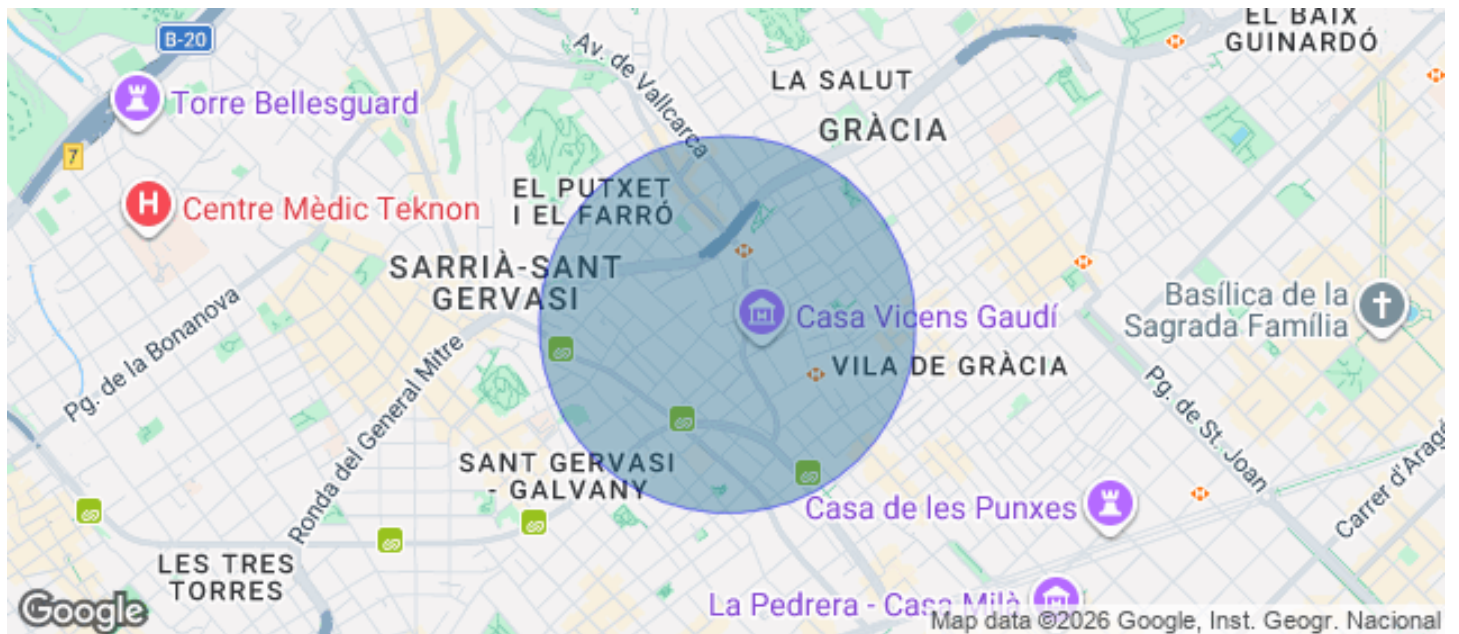 EL BAIX
GUINARDÓ
B-20
Av. de Vallcarca
LA SALUT
Torre Bellesguard
GRÀCIA
7
EL PUTXET
I EL FARRÓ
H
Centre Mèdic Teknon
SARRIÀ-SANT
GERVASI
Basílica de la
Sagrada Família
Casa Vicens Gaudí
Pg. de la Bonanova
Ronda del General Mitre
VILA DE GRÀCIA
Pg. de St. Joan
Carrer d'Aragó
SANT GERVASI
- GALVANY
Casa de les Punxes
LES TRES
TORRES
La Pedrera - Casa Milà
Google
Map data ©2026 Google, Inst. Geogr. Nacional